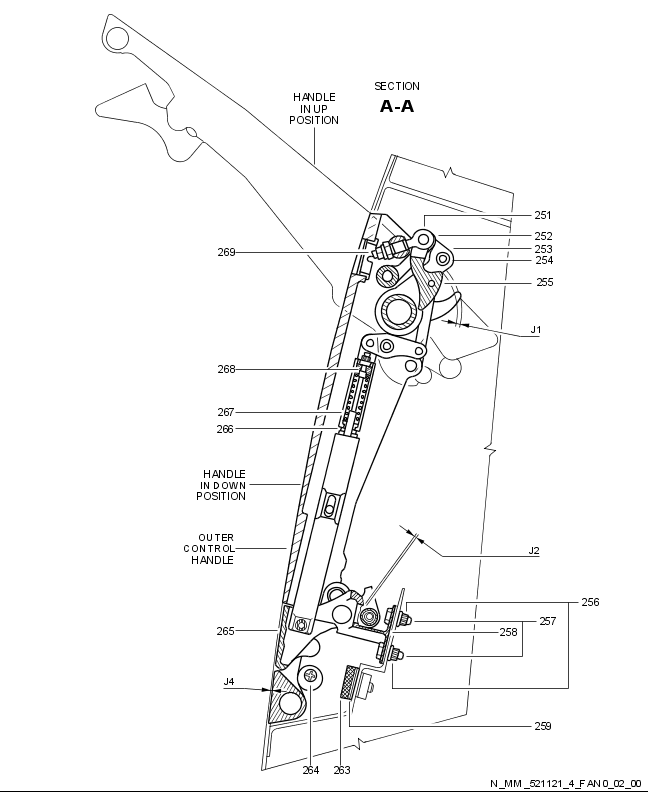 SECTION
A-A
HANDLE
IN UP
POSITION
251
252
253
254
255
269
J1
268
267
266
HANDLE
IN DOWN
POSITION
OUTER
CONTROL
HANDLE
J2
256
257
258
265
J4
259
264
263
N_MM_521121_4_FAN0_02_00